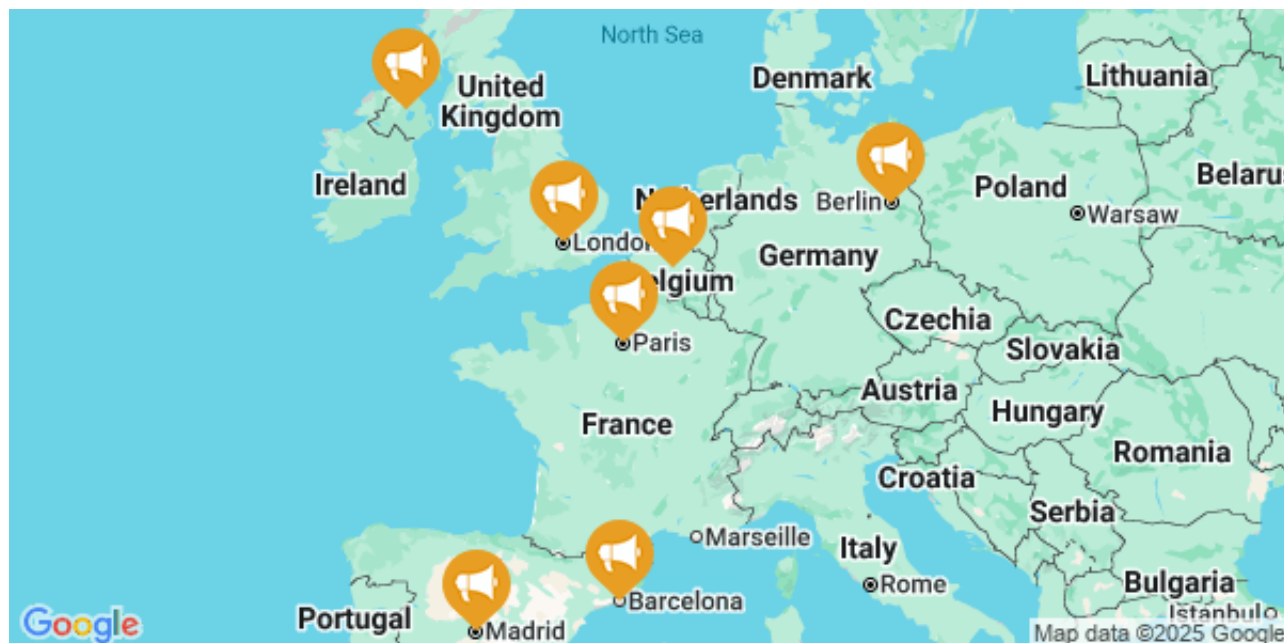 North Sea
Denmark
Lithuania
United
Kingdom
Belarus
Ireland
Netherlands
Berlin
Poland
Warsaw
London
Germany
elgium
Czechia
Paris
Slovakia
Austria
Hungary
France
Romania
Croatia
Serbia
Marseille
Italy
Rome
Bulgaria
Barcelona
Portugal
Madrid
Istanbul
Google
Map data ©2025 Google